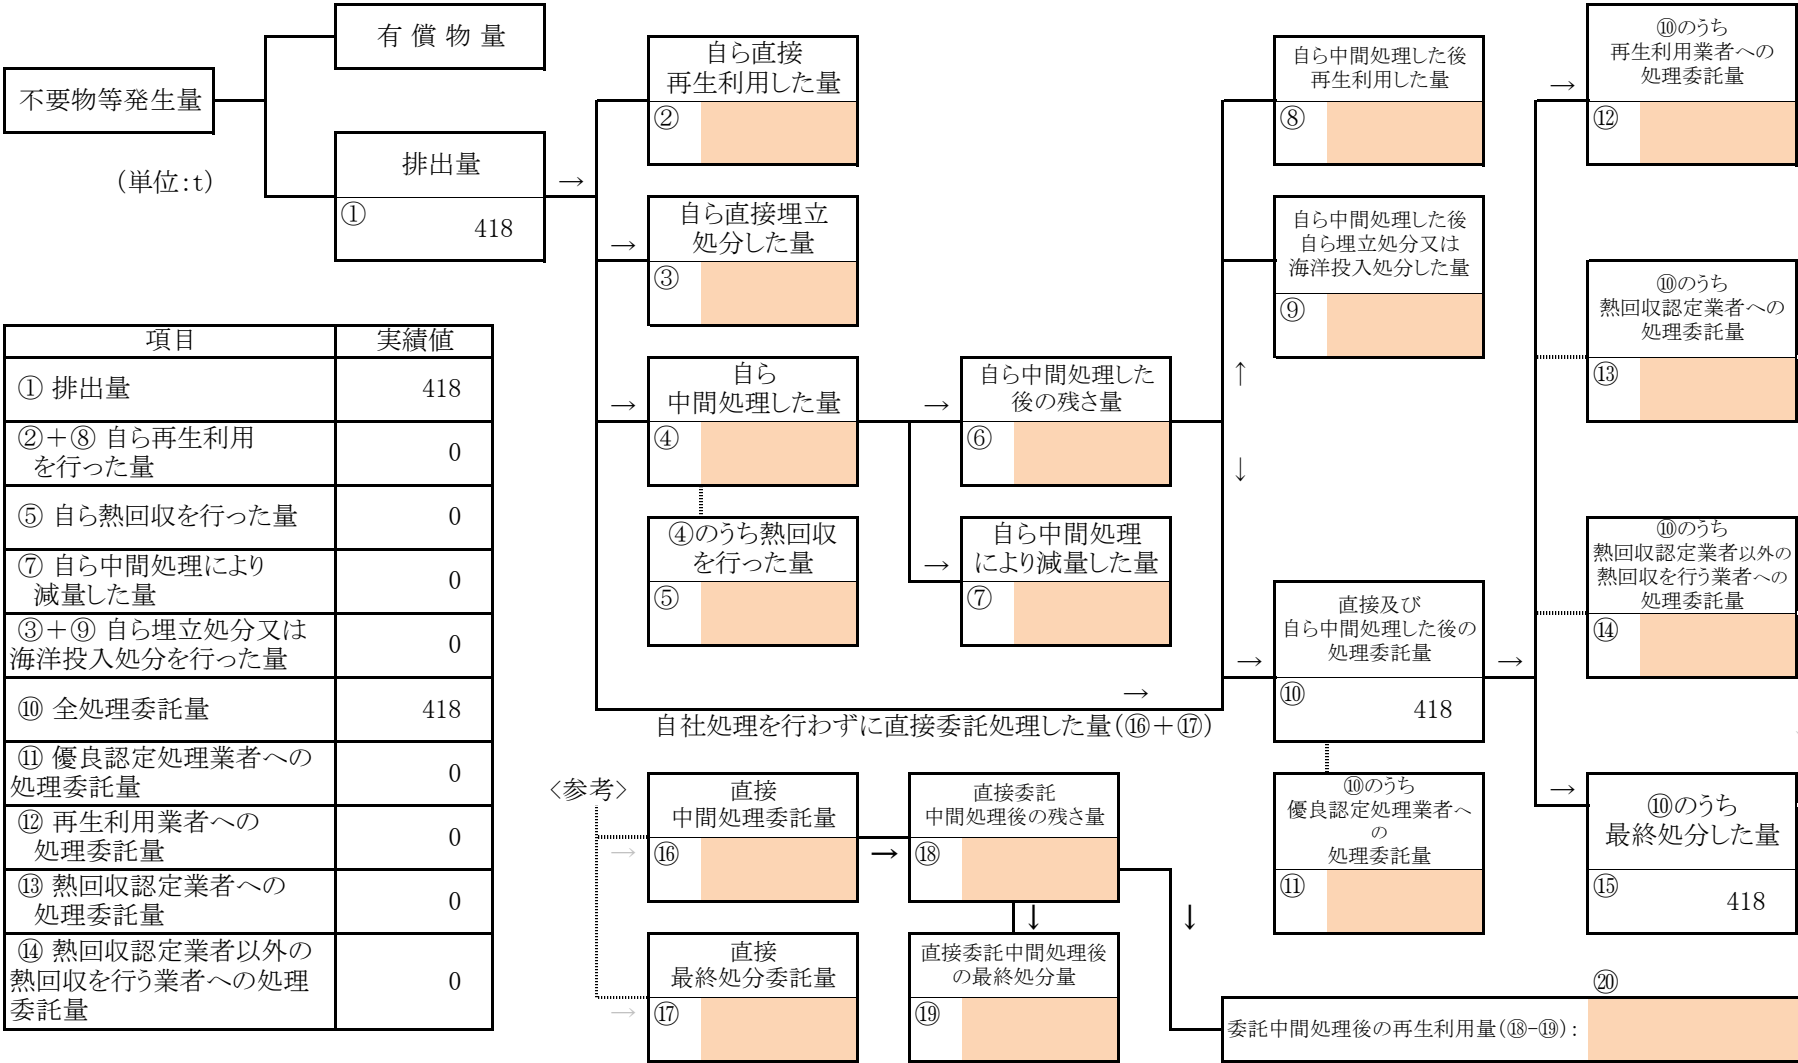 有 償 物 量
不要物等発生量
(単位:t)
排出量
①
418
→
自ら直接
再生利用した量
②
→
自ら直接埋立
処分した量
③
→
自ら
中間処理した量
④
④のうち熱回収
を行った量
⑤
→
自ら中間処理した
後の残さ量
⑥
→
自ら中間処理
により減量した量
⑦
自ら中間処理した後
再生利用した量
⑧
自ら中間処理した後
自ら埋立処分又は
海洋投入処分した量
⑨
↑
↓
→
直接及び
自ら中間処理した後の
処理委託量
⑩
418
→
⑩のうち
優良認定処理業者へ
の
処理委託量
⑪
→
⑩のうち
再生利用業者への
処理委託量
⑫
⑩のうち
熱回収認定業者への
処理委託量
⑬
⑩のうち
熱回収認定業者以外の
熱回収を行う業者への
処理委託量
⑭
→
⑩のうち
最終処分した量
⑮
418
→
自社処理を行わずに直接委託処理した量(⑯+⑰)
〈参考〉
→
直接
中間処理委託量
⑯
→
直接委託
中間処理後の残さ量
⑱
↓
↓
→
直接
最終処分委託量
⑰
直接委託中間処理後
の最終処分量
⑲
⑳
委託中間処理後の再生利用量(⑱-⑲):
項目 実績値
① 排出量 418
②+⑧ 自ら再生利用
を行った量 0
⑤ 自ら熱回収を行った量 0
⑦ 自ら中間処理により
減量した量 0
③+⑨ 自ら埋立処分又は
海洋投入処分を行った量 0
⑩ 全処理委託量 418
⑪ 優良認定処理業者への
処理委託量 0
⑫ 再生利用業者への
処理委託量 0
⑬ 熱回収認定業者への
処理委託量 0
⑭ 熱回収認定業者以外の
熱回収を行う業者への処理 0
委託量